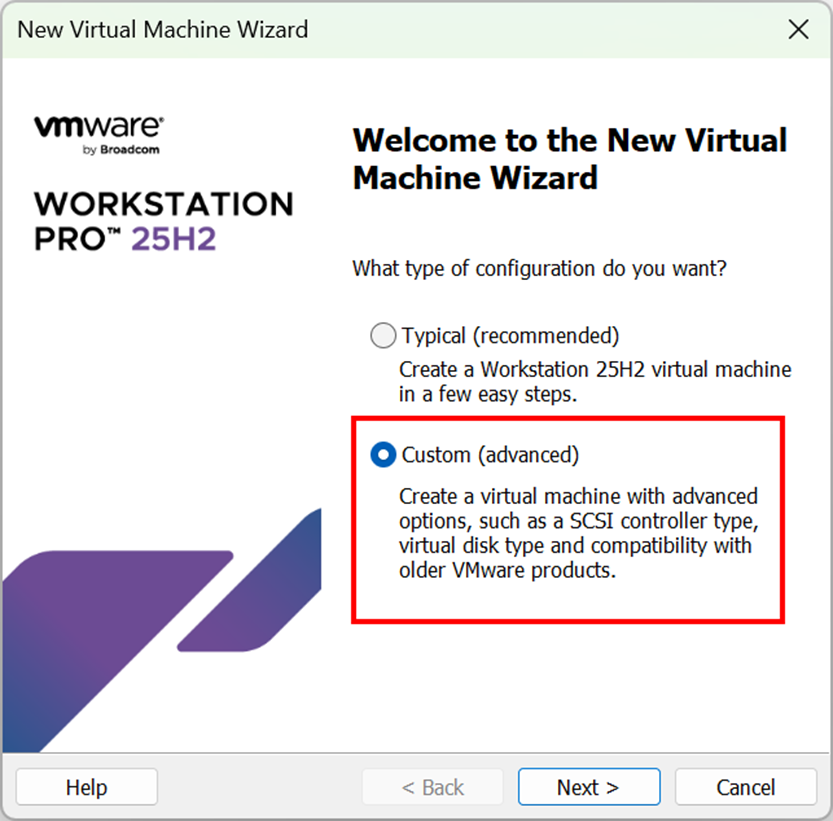 New Virtual Machine Wizard
vmware®
by Broadcom
WORKSTATION
PRO™ 25H2
Welcome to the New Virtual
Machine Wizard
What type of configuration do you want?
Typical (recommended)
Create a Workstation 25H2 virtual machine
in a few easy steps.
Custom (advanced)
Create a virtual machine with advanced
options, such as a SCSI controller type,
virtual disk type and compatibility with
older VMware products.
Help
< Back
Next >
Cancel